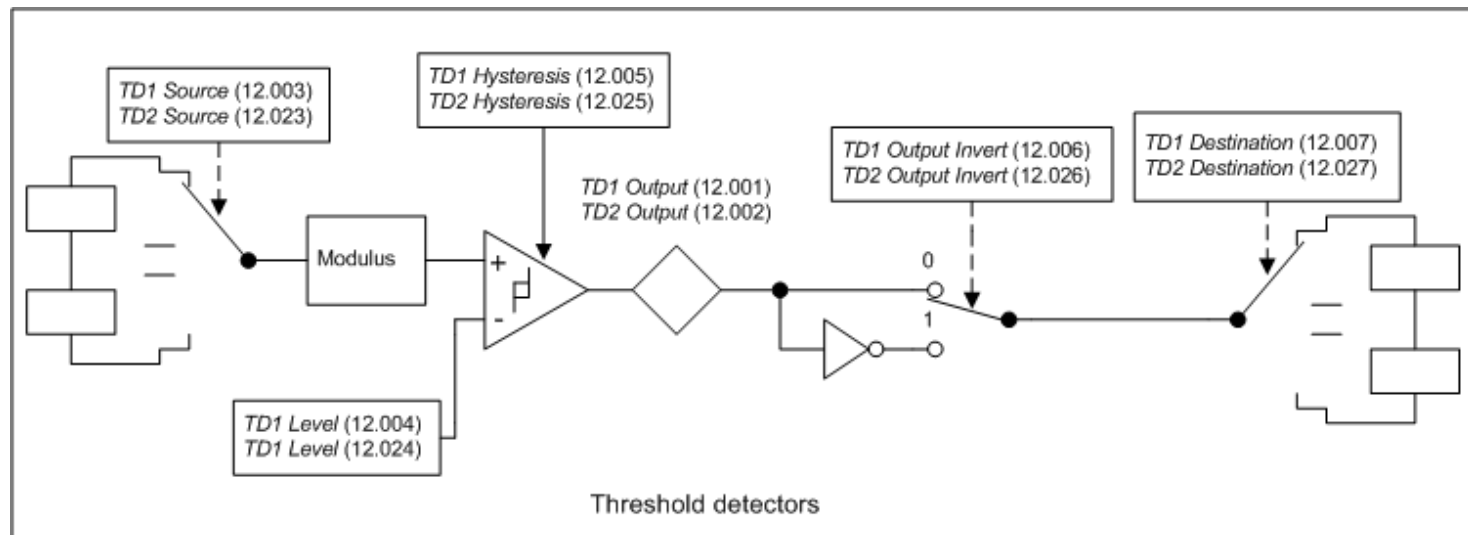 TD1 Source (12.003)
TD2 Source (12.023)
TD1 Hysteresis (12.005)
TD2 Hysteresis (12.025)
TD1 Output (12.001)
TD2 Output (12.002)
TD1 Output Invert (12.006)
TD2 Output Invert (12.026)
TD1 Destination (12.007)
TD2 Destination (12.027)
Modulus
+
-
0
1
TD1 Level (12.004)
TD1 Level (12.024)
Threshold detectors